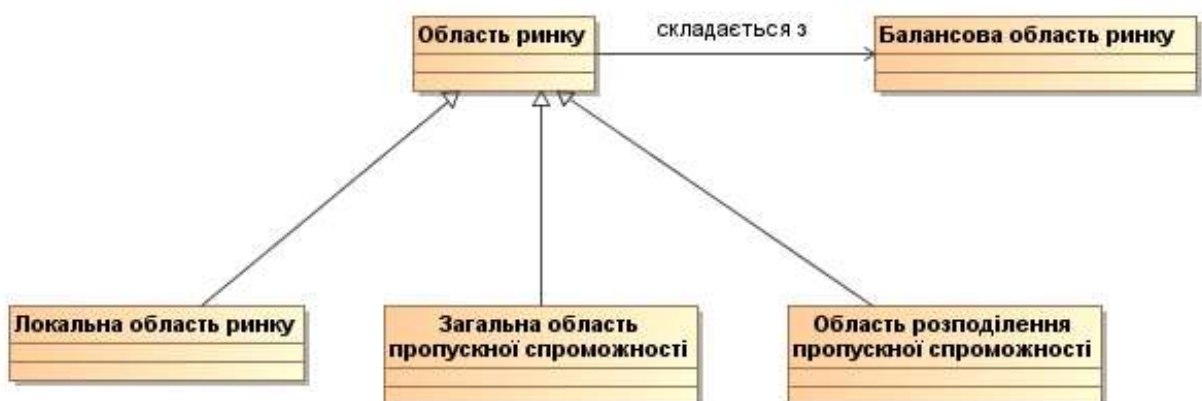 Область ринку
складається з
Балансова область ринку
Локальна область ринку
Загальна область
пропускної спроможності
Область розподілення
пропускної спроможності